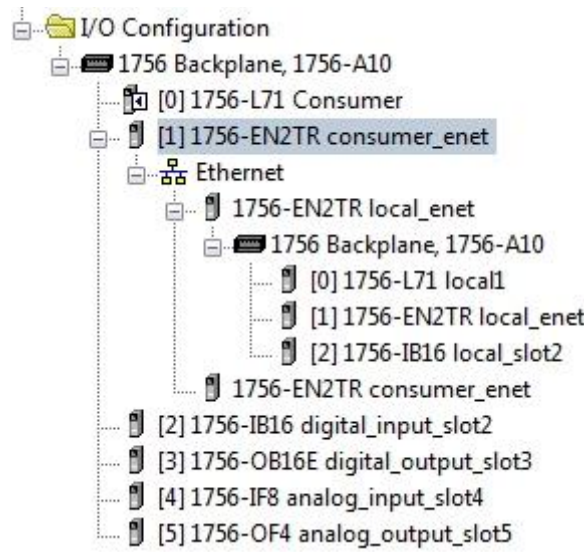 I/O Configuration
1756 Backplane, 1756-A10
[0] 1756-L71 Consumer
[1] 1756-EN2TR consumer_enet
Ethernet
1756-EN2TR local_enet
1756 Backplane, 1756-A10
[0] 1756-L71 local1
[1] 1756-EN2TR local_enet
[2] 1756-IB16 local_slot2
1756-EN2TR consumer_enet
[2] 1756-IB16 digital_input_slot2
[3] 1756-OB16E digital_output_slot3
[4] 1756-IF8 analog_input_slot4
[5] 1756-OF4 analog_output_slot5